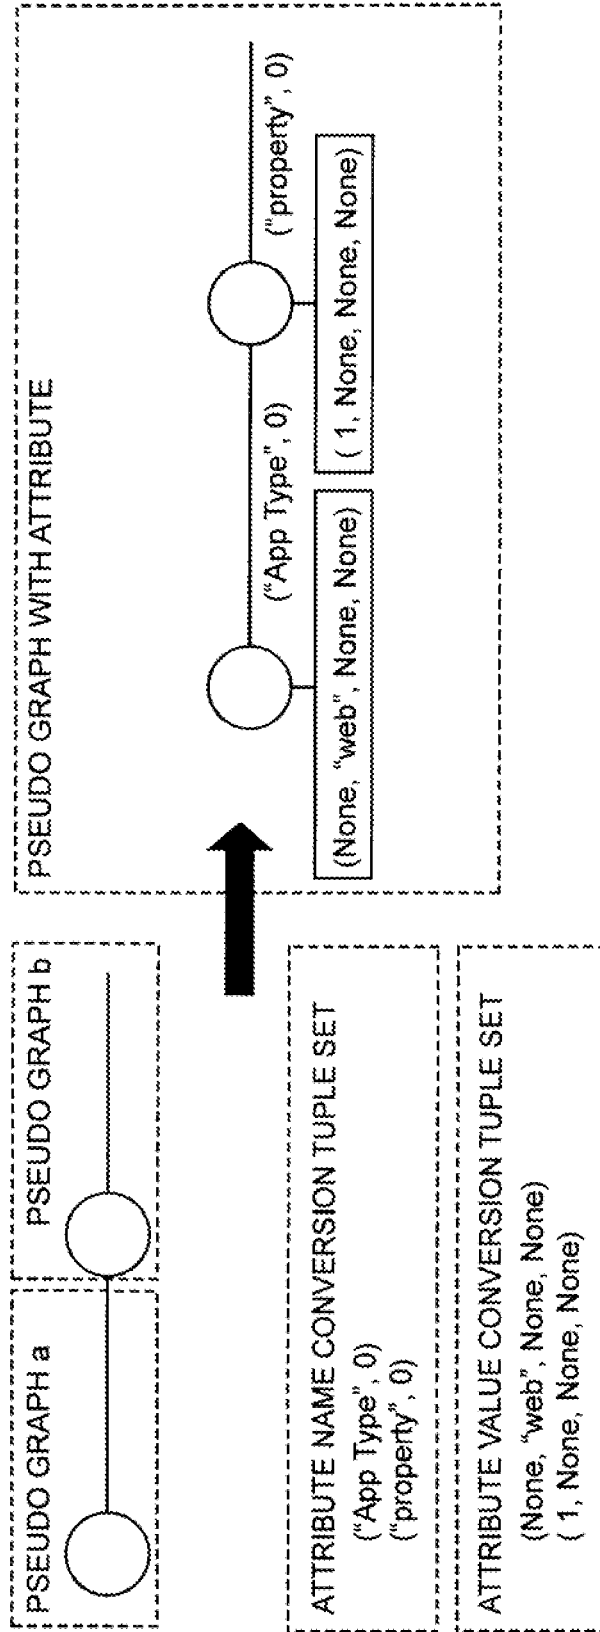 PSEUDO GRAPH a
PSEUDO GRAPH b
ATTRIBUTE NAME CONVERSION TUPLE SET
(“App Type”, 0)
(“property”, 0)
ATTRIBUTE VALUE CONVERSION TUPLE SET
(None, “web”, None, None)
( 1, None, None, None)
PSEUDO GRAPH WITH ATTRIBUTE
(“App Type”, 0)
(“property”, 0)
(None, “web”, None, None)
( 1, None, None, None)